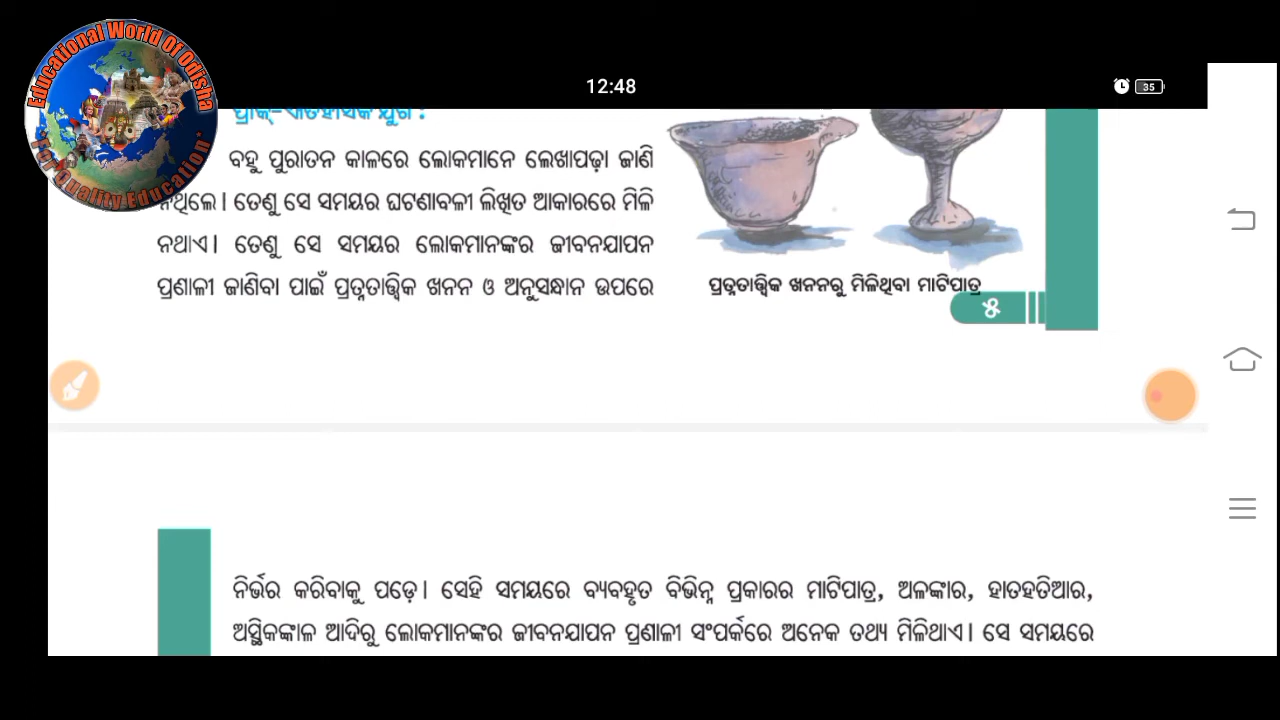 Educational World Of Odisha
For Quality Education
12:48
35
ପ୍ରାକ୍-ଐତିହାସିକ ଯୁଗ :
ବହୁ ପୁରାତନ କାଳରେ ଲୋକମାନେ ଲେଖାପଢ଼ା ଜାଣି
ନଥିଲେ। ତେଣୁ ସେ ସମୟର ଘଟଣାବଳୀ ଲିଖିତ ଆକାରରେ ମିଳି
ନଥାଏ। ତେଣୁ ସେ ସମୟର ଲୋକମାନଙ୍କର ଜୀବନଯାପନ
ପ୍ରଣାଳୀ ଜାଣିବା ପାଇଁ ପ୍ରତ୍ନତାତ୍ତ୍ୱିକ ଖନନ ଓ ଅନୁସନ୍ଧାନ ଉପରେ
ପ୍ରତ୍ନତାତ୍ତ୍ୱିକ ଖନନରୁ ମିଳିଥିବା ମାଟିପାତ୍ର
୫
ନିର୍ଭର କରିବାକୁ ପଡ଼େ। ସେହି ସମୟରେ ବ୍ୟବହୃତ ବିଭିନ୍ନ ପ୍ରକାରର ମାଟିପାତ୍ର, ଅଳଙ୍କାର, ହାତହତିଆର,
ଅସ୍ଥିକଙ୍କାଳ ଆଦିରୁ ଲୋକମାନଙ୍କର ଜୀବନଯାପନ ପ୍ରଣାଳୀ ସଂପର୍କରେ ଅନେକ ତଥ୍ୟ ମିଳିଥାଏ। ସେ ସମୟରେ